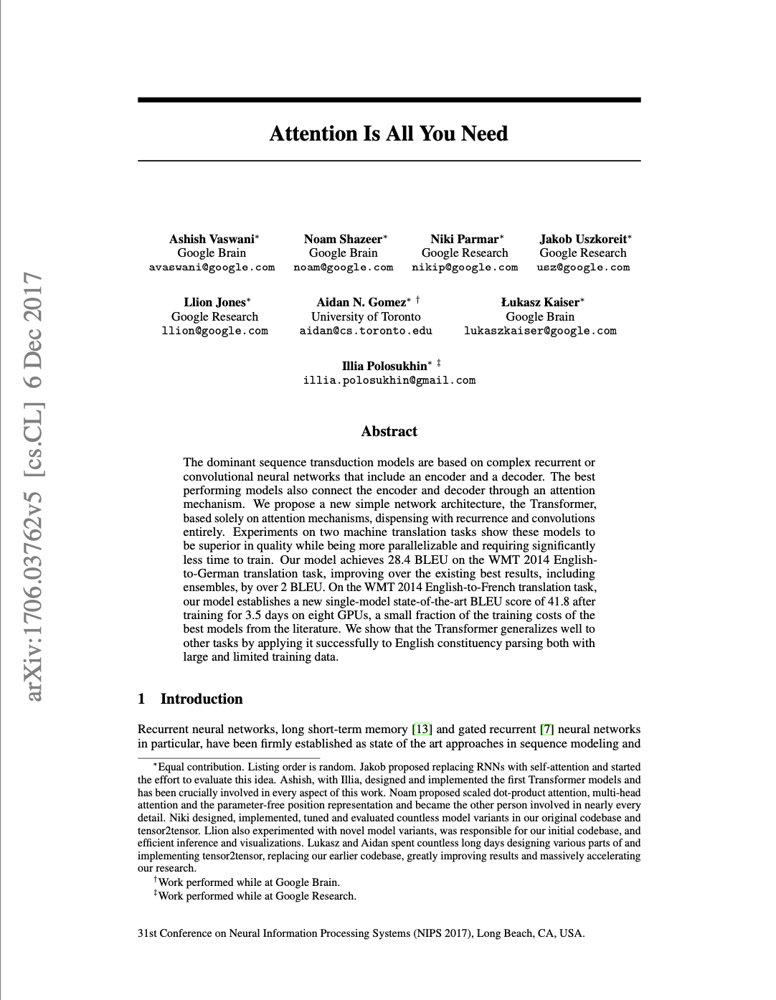 arXiv:1706.03762v5 [cs.CL] 6 Dec 2017
Attention Is All You Need
Ashish Vaswani* Noam Shazeer* Niki Parmar* Jakob Uszkoreit*
Google Brain Google Brain Google Research Google Research
avaswani@google.com noam@google.com nikip@google.com usz@google.com
Llion Jones* Aidan N. Gomez* † Łukasz Kaiser*
Google Research University of Toronto Google Brain
llion@google.com aidan@cs.toronto.edu lukaszkaiser@google.com
Illia Polosukhin* ‡
illia.polosukhin@gmail.com
Abstract
The dominant sequence transduction models are based on complex recurrent or
convolutional neural networks that include an encoder and a decoder. The best
performing models also connect the encoder and decoder through an attention
mechanism. We propose a new simple network architecture, the Transformer,
based solely on attention mechanisms, dispensing with recurrence and convolutions
entirely. Experiments on two machine translation tasks show these models to
be superior in quality while being more parallelizable and requiring significantly
less time to train. Our model achieves 28.4 BLEU on the WMT 2014 English-
to-German translation task, improving over the existing best results, including
ensembles, by over 2 BLEU. On the WMT 2014 English-to-French translation task,
our model establishes a new single-model state-of-the-art BLEU score of 41.8 after
training for 3.5 days on eight GPUs, a small fraction of the training costs of the
best models from the literature. We show that the Transformer generalizes well to
other tasks by applying it successfully to English constituency parsing both with
large and limited training data.
1 Introduction
Recurrent neural networks, long short-term memory [13] and gated recurrent [7] neural networks
in particular, have been firmly established as state of the art approaches in sequence modeling and
*Equal contribution. Listing order is random. Jakob proposed replacing RNNs with self-attention and started
the effort to evaluate this idea. Ashish, with Illia, designed and implemented the first Transformer models and
has been crucially involved in every aspect of this work. Noam proposed scaled dot-product attention, multi-head
attention and the parameter-free position representation and became the other person involved in nearly every
detail. Niki designed, implemented, tuned and evaluated countless model variants in our original codebase and
tensor2tensor. Llion also experimented with novel model variants, was responsible for our initial codebase, and
efficient inference and visualizations. Lukasz and Aidan spent countless long days designing various parts of and
implementing tensor2tensor, replacing our earlier codebase, greatly improving results and massively accelerating
our research.
†Work performed while at Google Brain.
‡Work performed while at Google Research.
31st Conference on Neural Information Processing Systems (NIPS 2017), Long Beach, CA, USA.